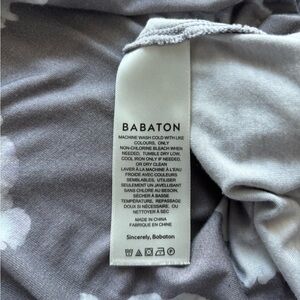 BABATON
MACHINE WASH COLD WITH LIKE
COLOURS, ONLY
NON-CHLORINE BLEACH WHEN
NEEDED, TUMBLE DRY LOW,
COOL IRON ONLY IF NEEDED,
OR DRY CLEAN
LAVER À LA MACHINE À L'EAU
FROIDE AVEC COULEURS
SEMBLABLES, UTILISER
SEULEMENT UN JAVELLISANT
SANS CHLORE AU BESOIN
SÉCHER À BASSE
TEMPÉRATURE, REPASSAGE
DOUX SI NÉCESSAIRE, OU
NETTOYER À SEC
MADE IN CHINA
FABRIQUÉ EN CHINE
Sincerely, Babaton